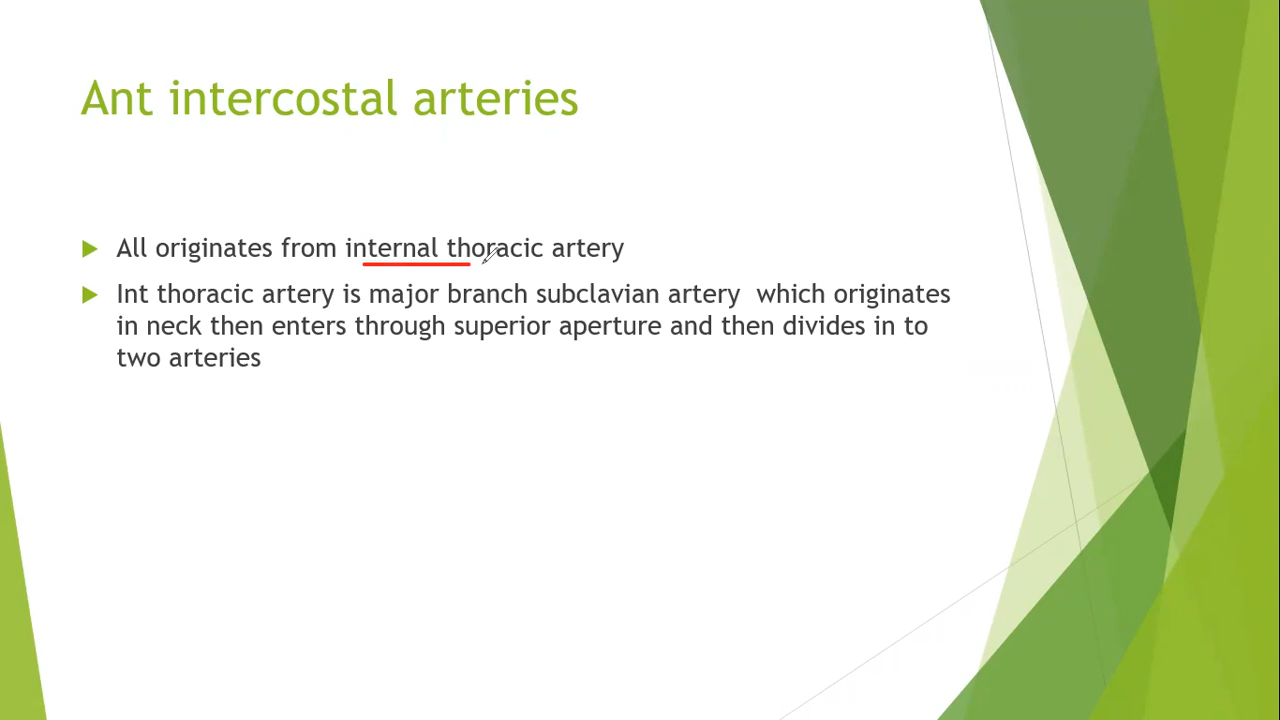 Ant intercostal arteries
All originates from internal thoracic artery
Int thoracic artery is major branch subclavian artery which originates
in neck then enters through superior aperture and then divides in to
two arteries